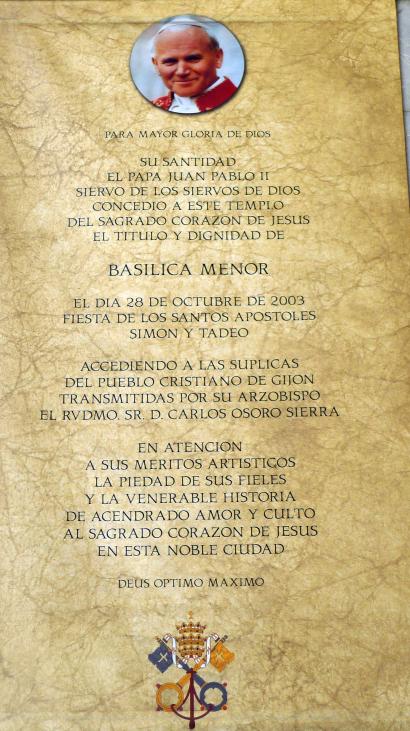 PARA MAYOR GLORIA DE DIOS
SU SANTIDAD
EL PAPA JUAN PABLO II
SIERVO DE LOS SIERVOS DE DIOS
CONCEDIO A ESTE TEMPLO
DEL SAGRADO CORAZON DE JESUS
EL TITULO Y DIGNIDAD DE
BASILICA MENOR
EL DIA 28 DE OCTUBRE DE 2003
FIESTA DE LOS SANTOS APOSTOLES
SIMON Y TADEO
ACCEDIENDO A LAS SUPLICAS
DEL PUEBLO CRISTIANO DE GIJON
TRANSMITIDAS POR SU ARZOBISPO
EL RVDMO. SR. D. CARLOS OSORO SIERRA
EN ATENCION
A SUS MERITOS ARTISTICOS
LA PIEDAD DE SUS FIELES
Y LA VENERABLE HISTORIA
DE ACENDRADO AMOR Y CULTO
AL SAGRADO CORAZON DE JESUS
EN ESTA NOBLE CIUDAD
DEUS OPTIMO MAXIMO